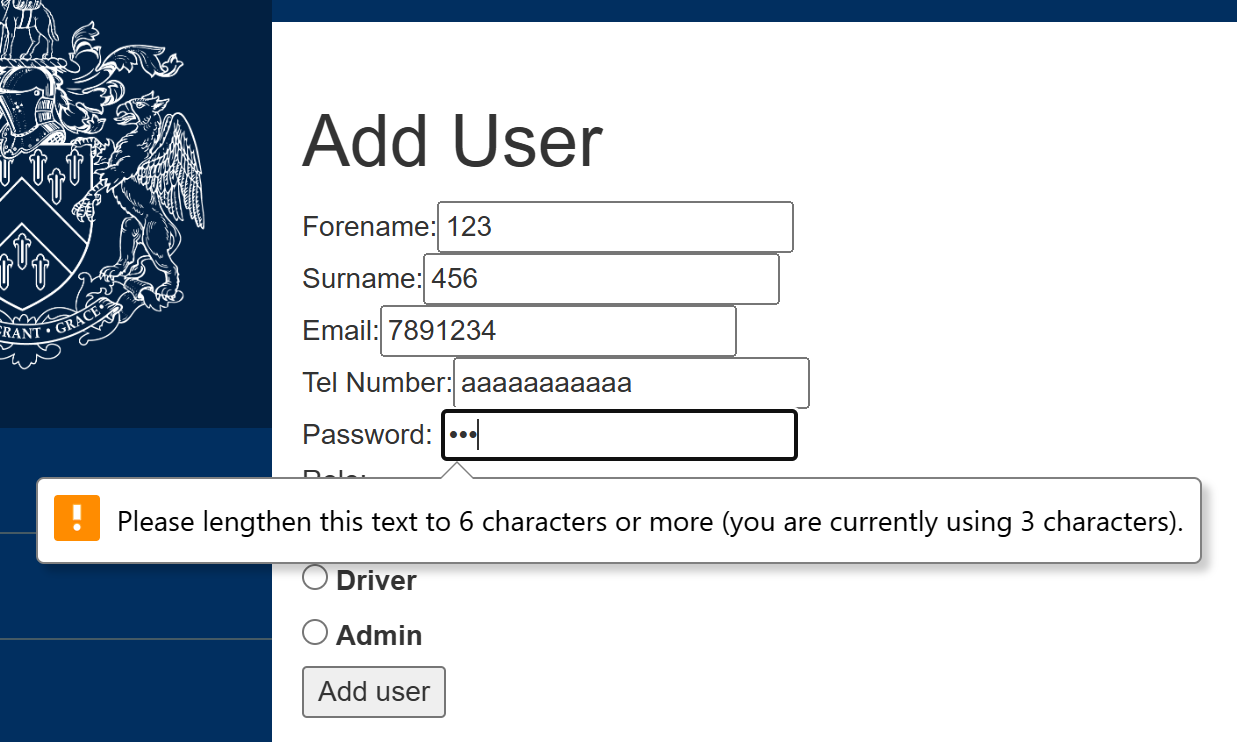 Add User
Forename: 123
Surname: 456
Email: 7891234
Tel Number: aaaaaaaaaaa
Password: •••
Please lengthen this text to 6 characters or more (you are currently using 3 characters).
Driver
Admin
Add user
GRACE